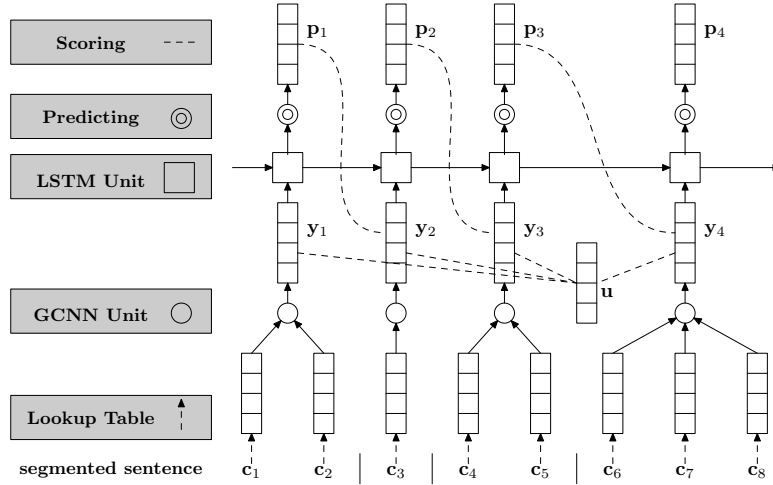 Scoring
Predicting
LSTM Unit
GCNN Unit
Lookup Table
segmented sentence
p1 p2 p3 p4
y1 y2 y3 y4
u
c1 c2 | c3 | c4 c5 | c6 c7 c8